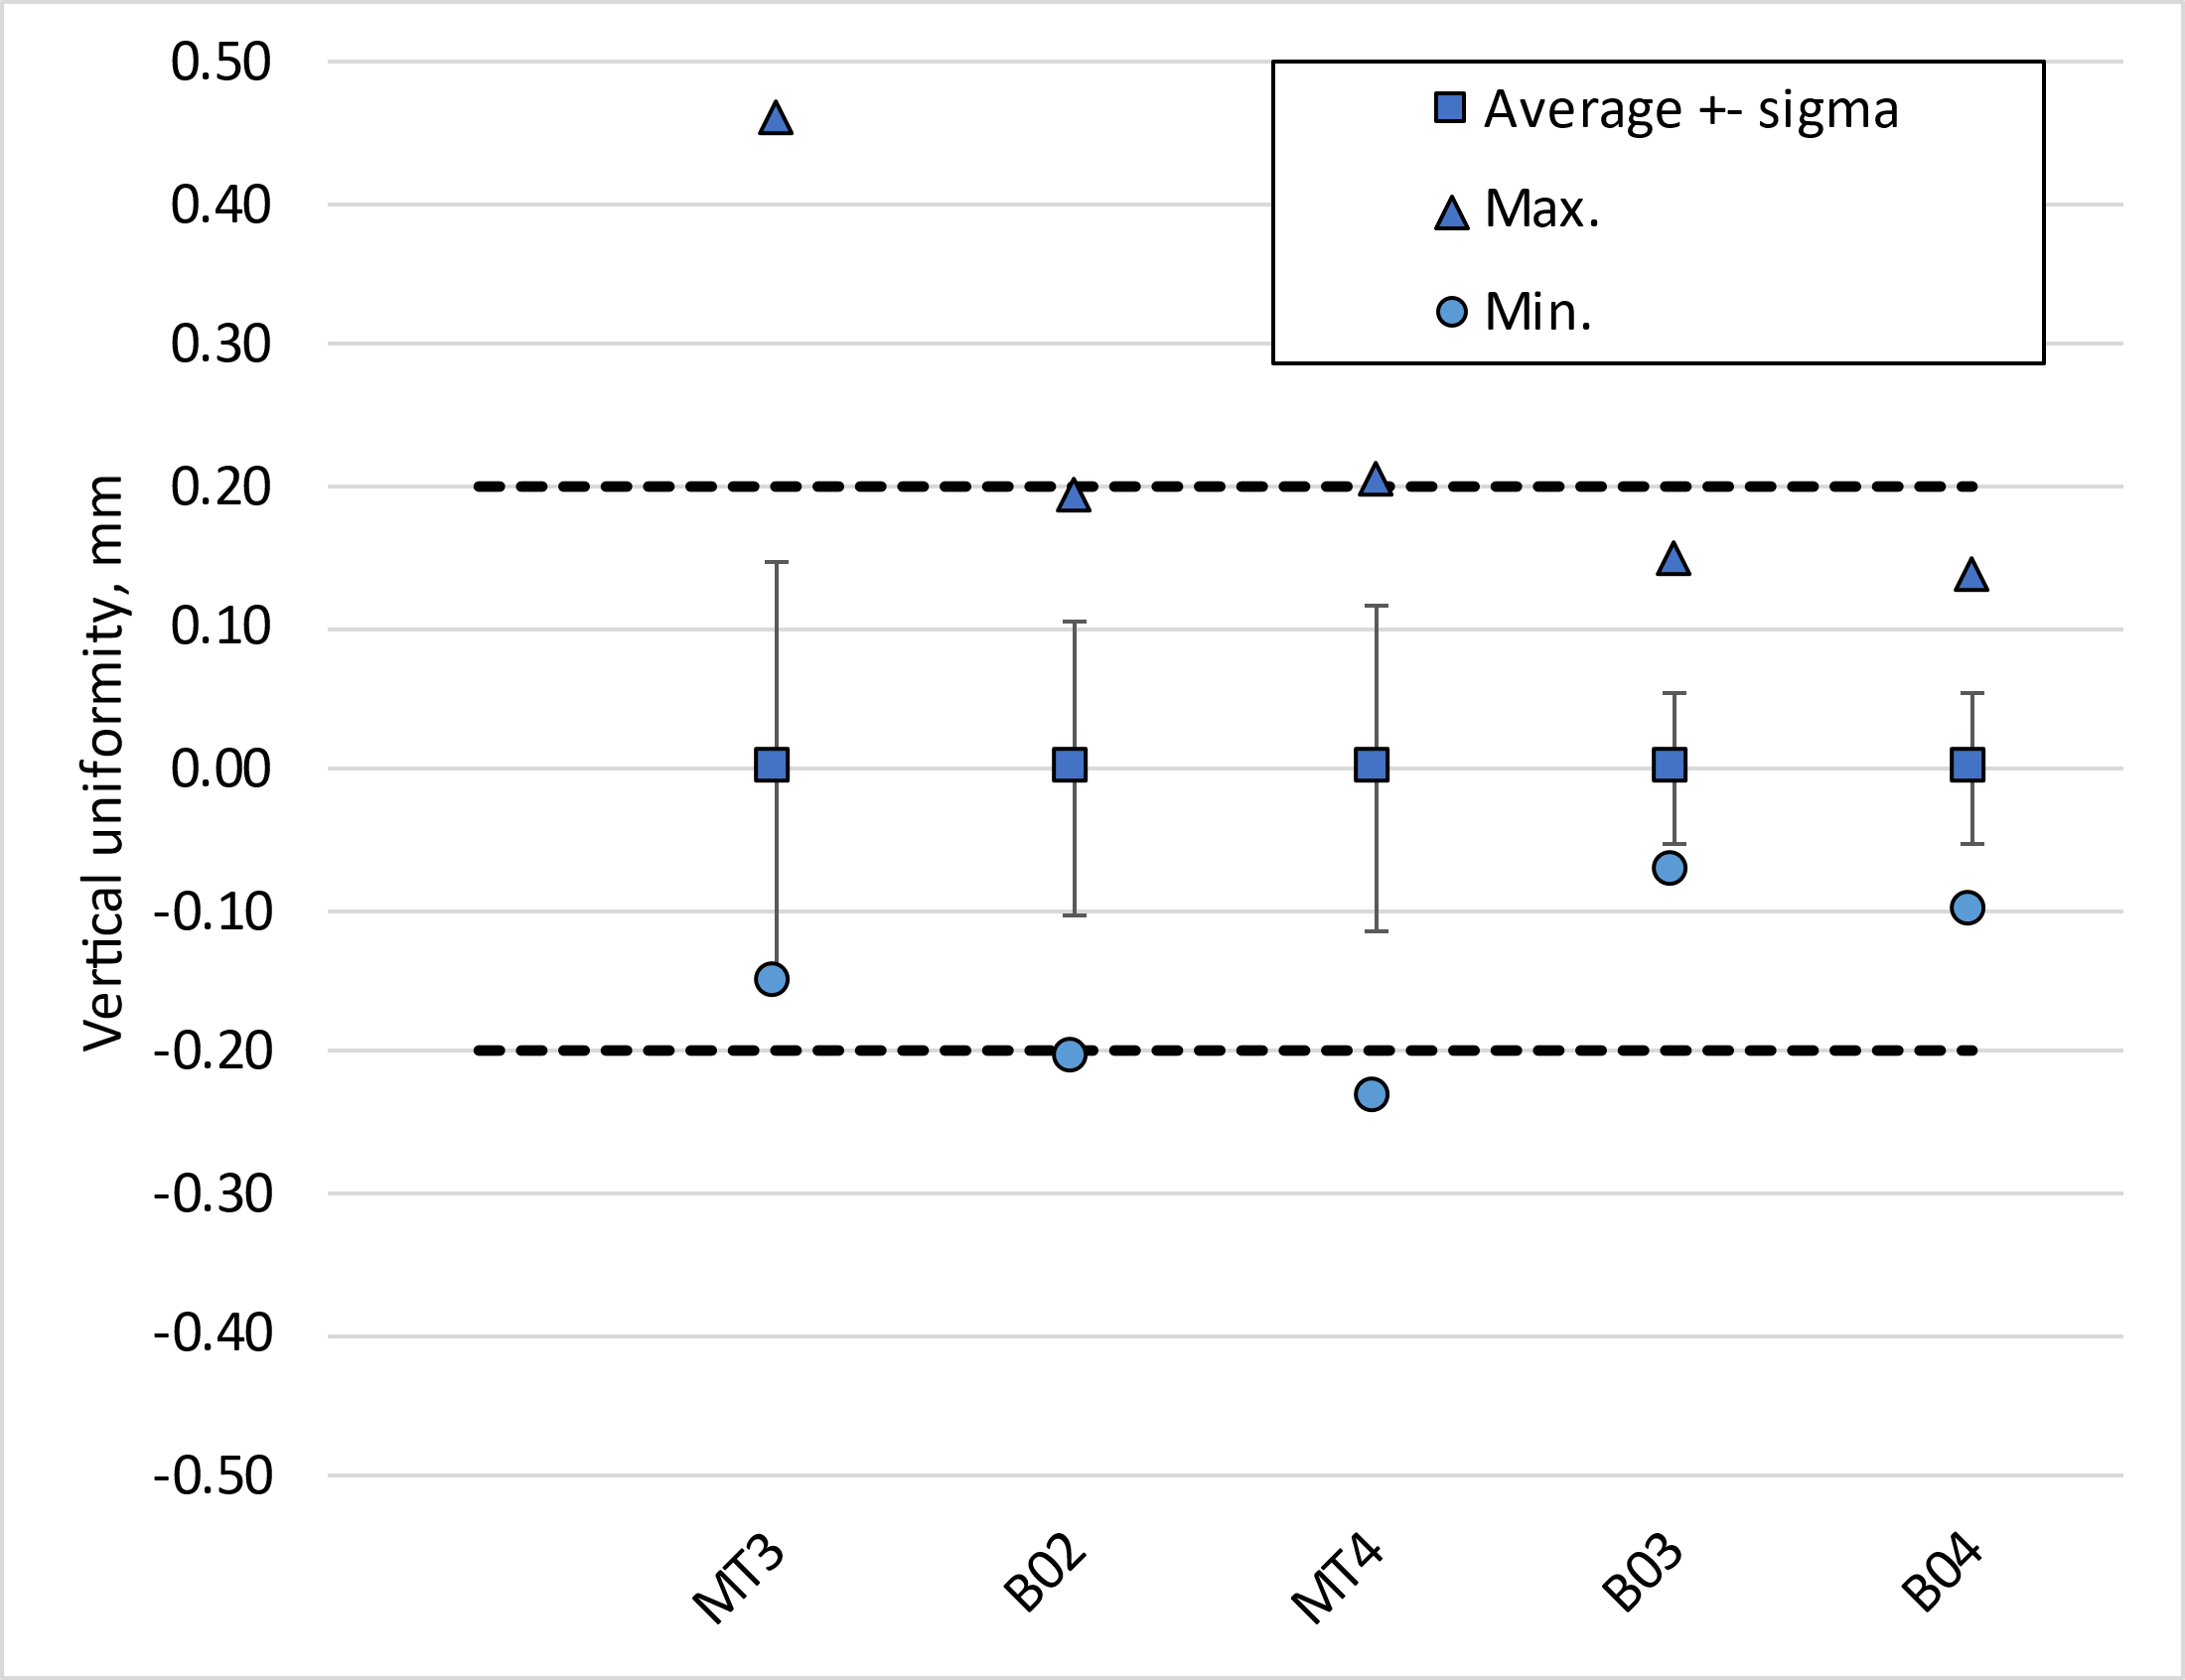 0.50
0.40
0.30
0.20
0.10
0.00
-0.10
-0.20
-0.30
-0.40
-0.50
Vertical uniformity, mm
Average +- sigma
Max.
Min.
MT3
B02
MT4
B03
B04